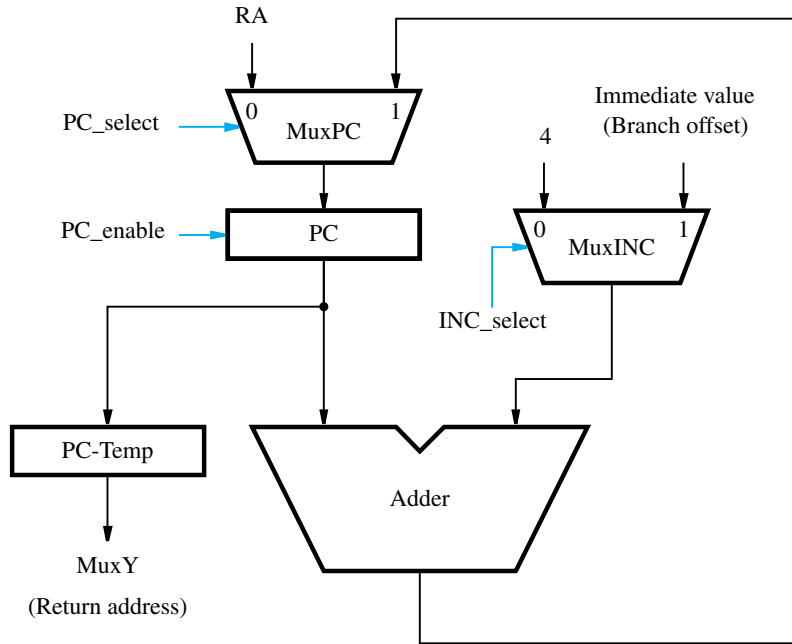 RA
Immediate value
(Branch offset)
0
1
PC_select
MuxPC
4
PC_enable
PC
0
1
MuxINC
INC_select
PC-Temp
Adder
MuxY
(Return address)